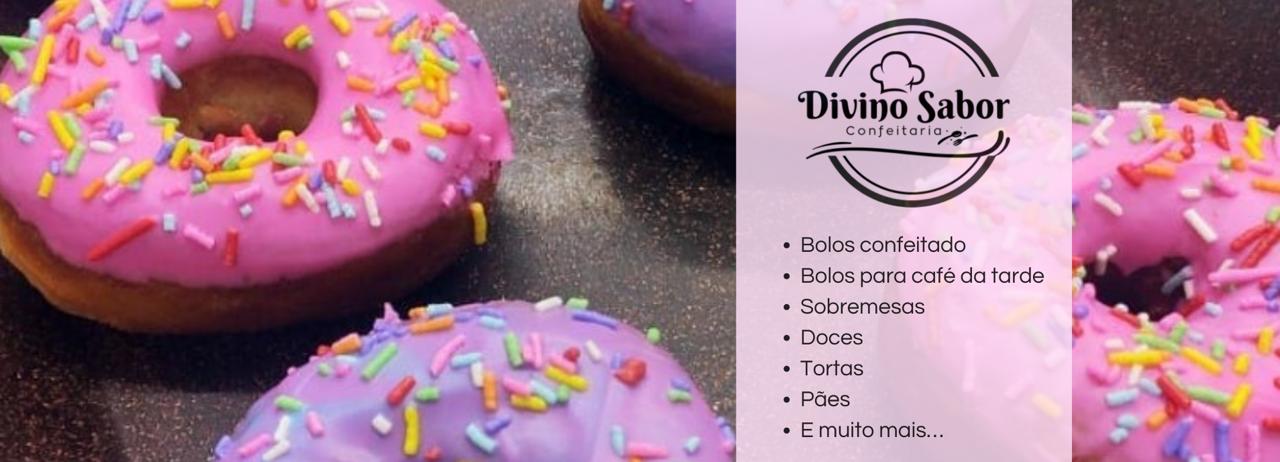 Divino Sabor
Confeitaria
• Bolos confeitado
• Bolos para café da tarde
• Sobremesas
• Doces
• Tortas
• Pães
• E muito mais...